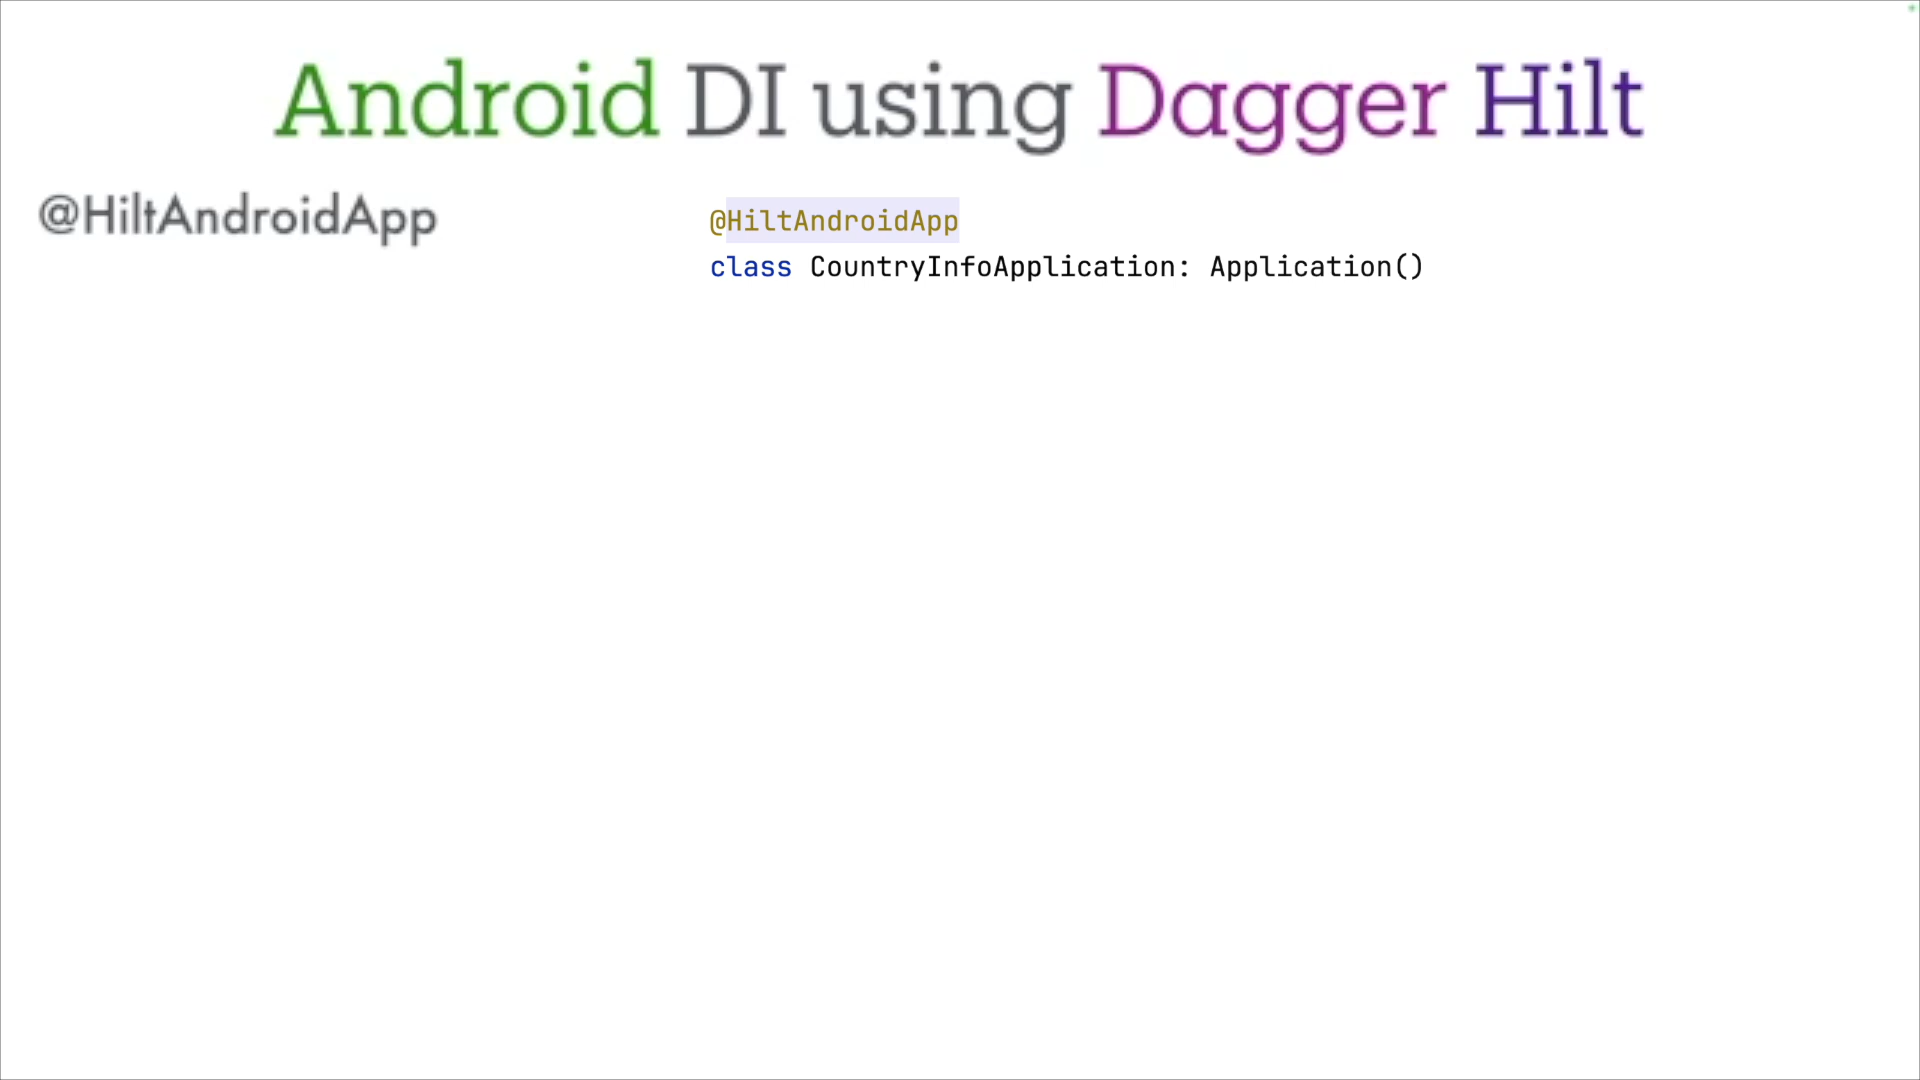 Android DI using Dagger Hilt
@HiltAndroidApp
@HiltAndroidApp
class CountryInfoApplication: Application()